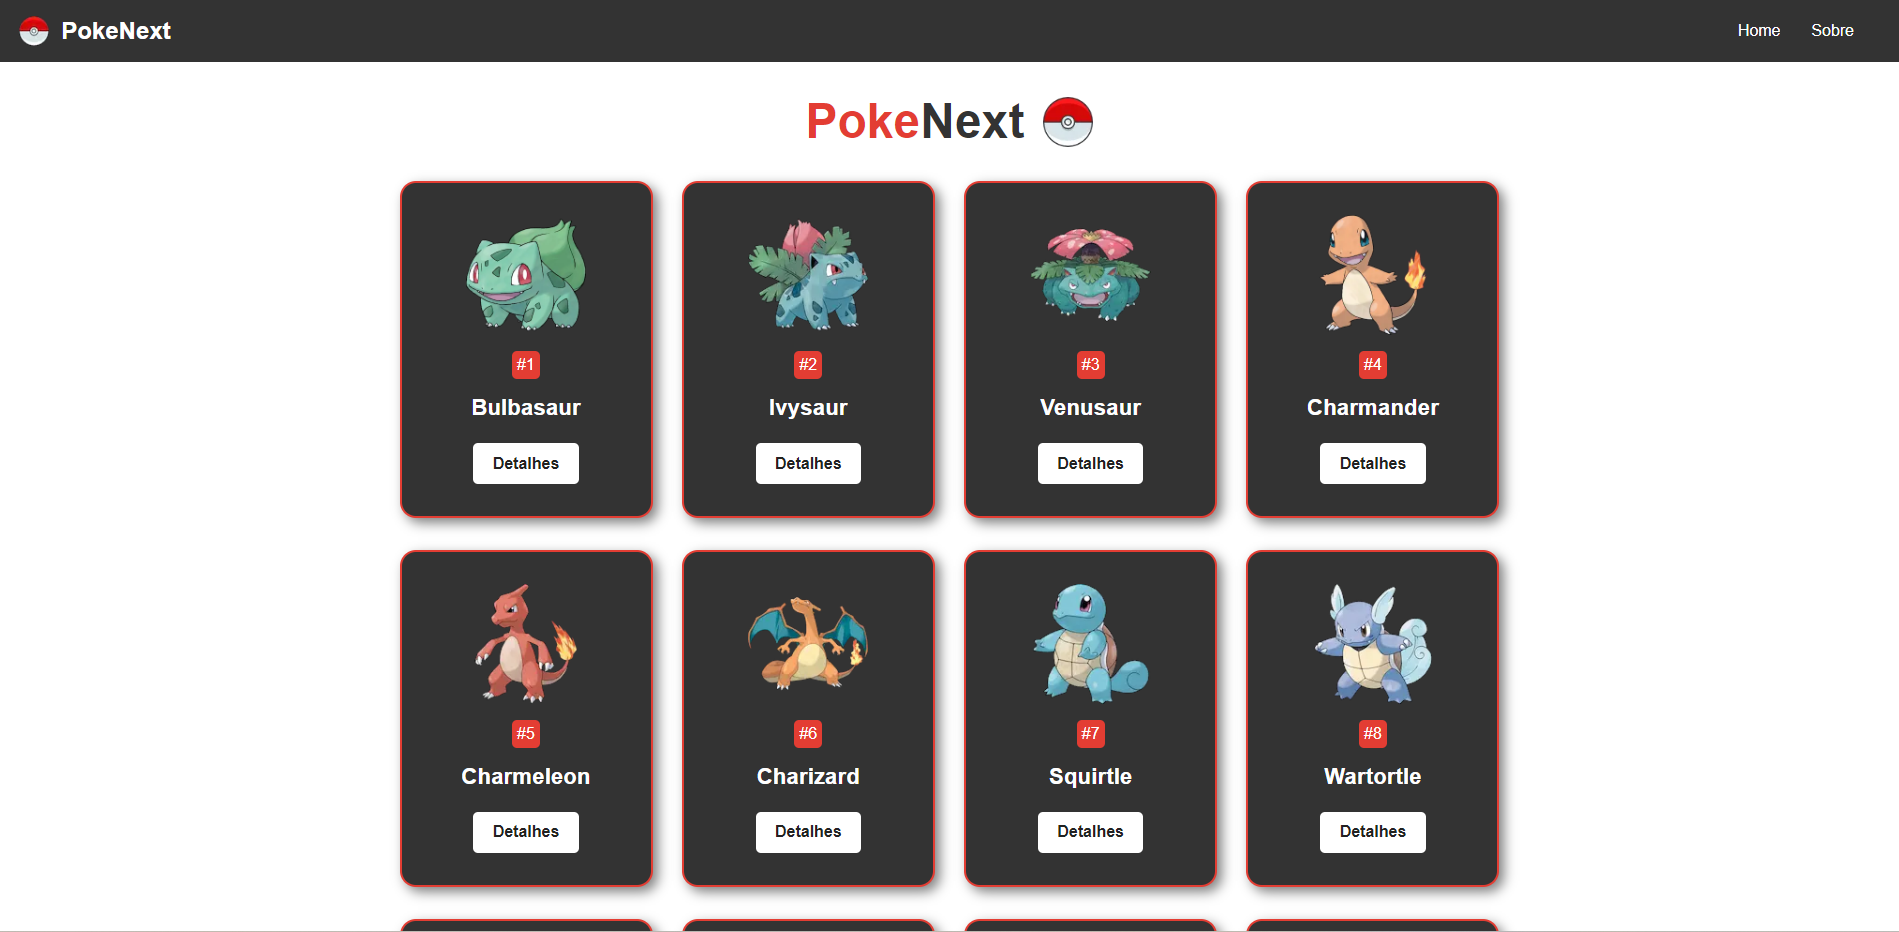 PokeNext
Home Sobre
PokeNext
#1 #2 #3 #4
Bulbasaur Ivysaur Venusaur Charmander
Detalhes Detalhes Detalhes Detalhes
#5 #6 #7 #8
Charmeleon Charizard Squirtle Wartortle
Detalhes Detalhes Detalhes Detalhes